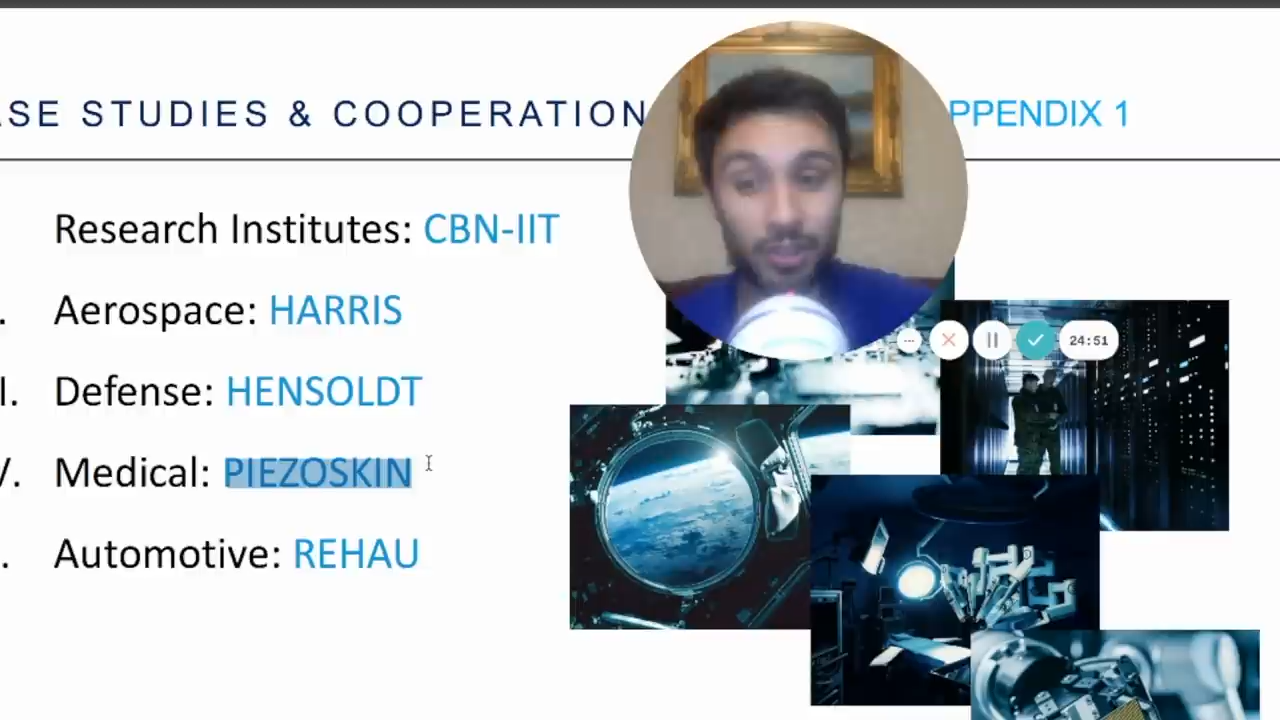 ASE STUDIES & COOPERATION PPENDIX 1
Research Institutes: CBN-IIT
. Aerospace: HARRIS
I. Defense: HENSOLDT
V. Medical: PIEZOSKIN
. Automotive: REHAU
24:51